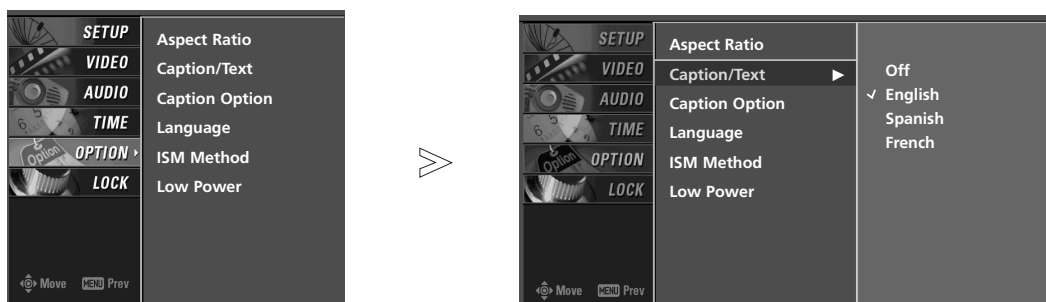 SETUP
VIDEO
AUDIO
TIME
Option OPTION
LOCK
Aspect Ratio
Caption/Text
Caption Option
Language
ISM Method
Low Power
Move MENU Prev
SETUP
VIDEO
AUDIO
TIME
Option OPTION
LOCK
Aspect Ratio
Caption/Text
Caption Option
Language
ISM Method
Low Power
Off
English
Spanish
French
Move MENU Prev